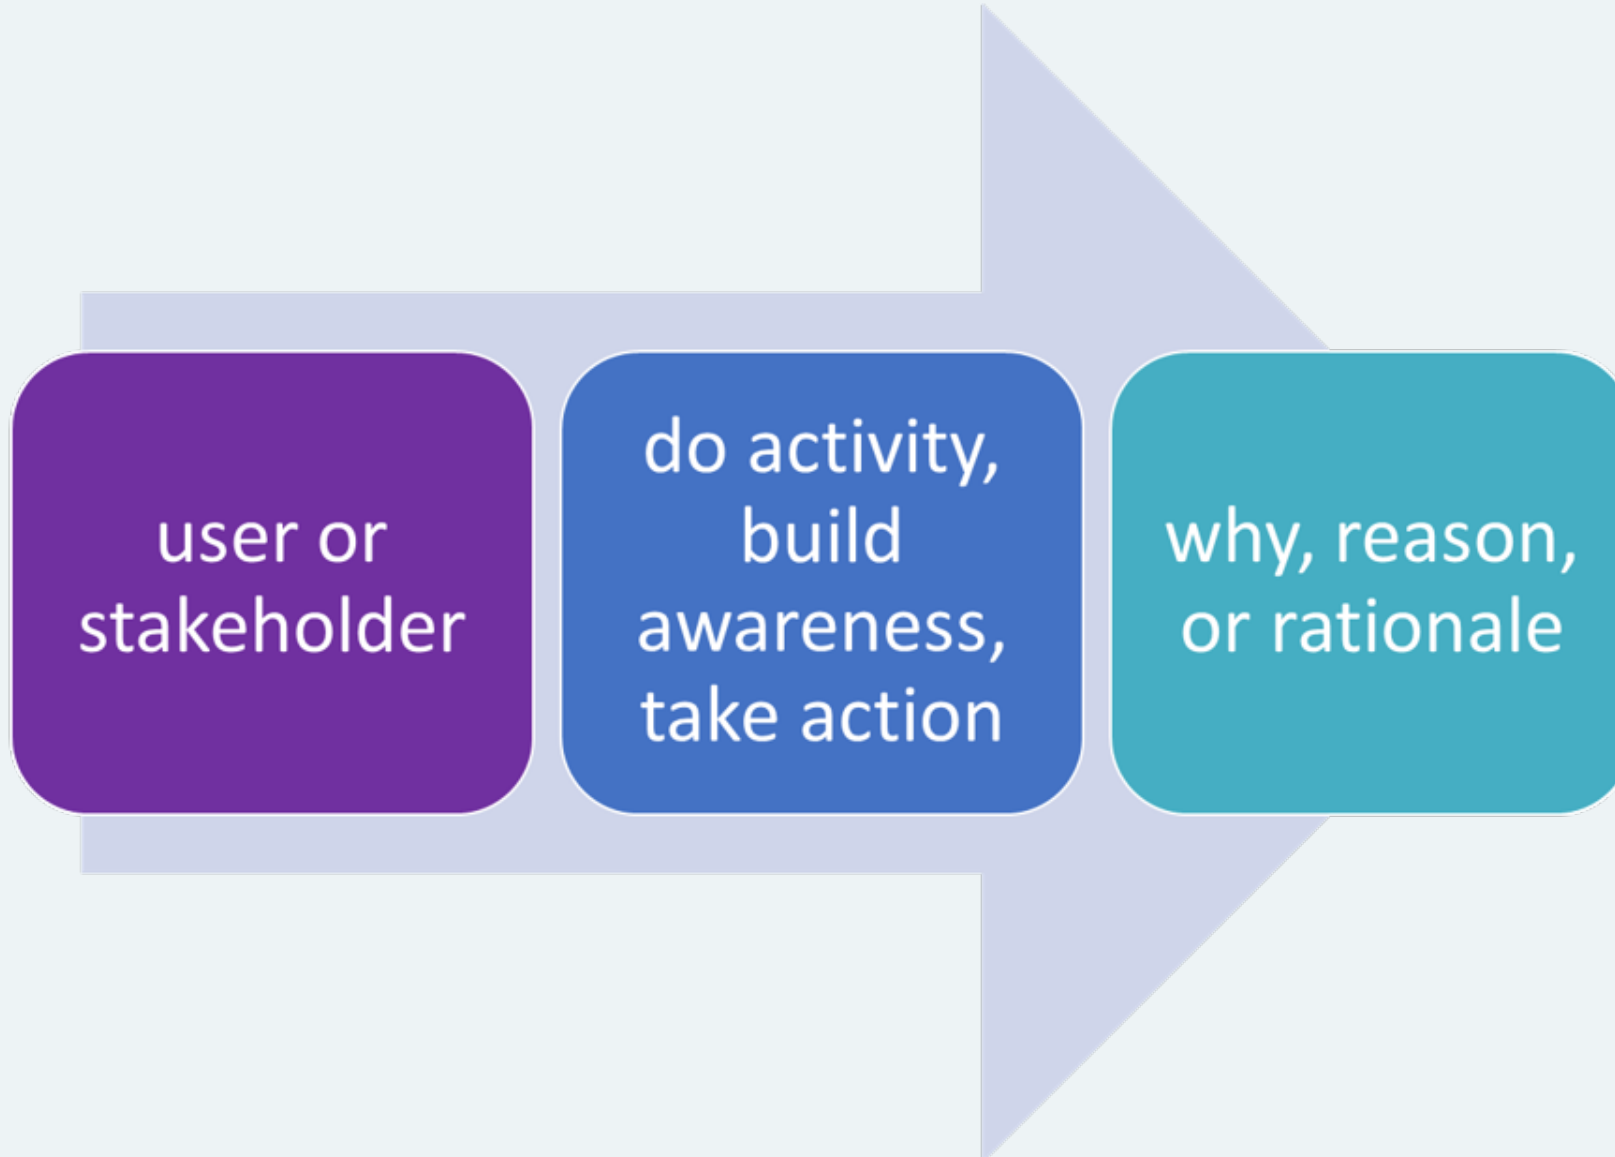 user or
stakeholder
do activity,
build
awareness,
take action
why, reason,
or rationale